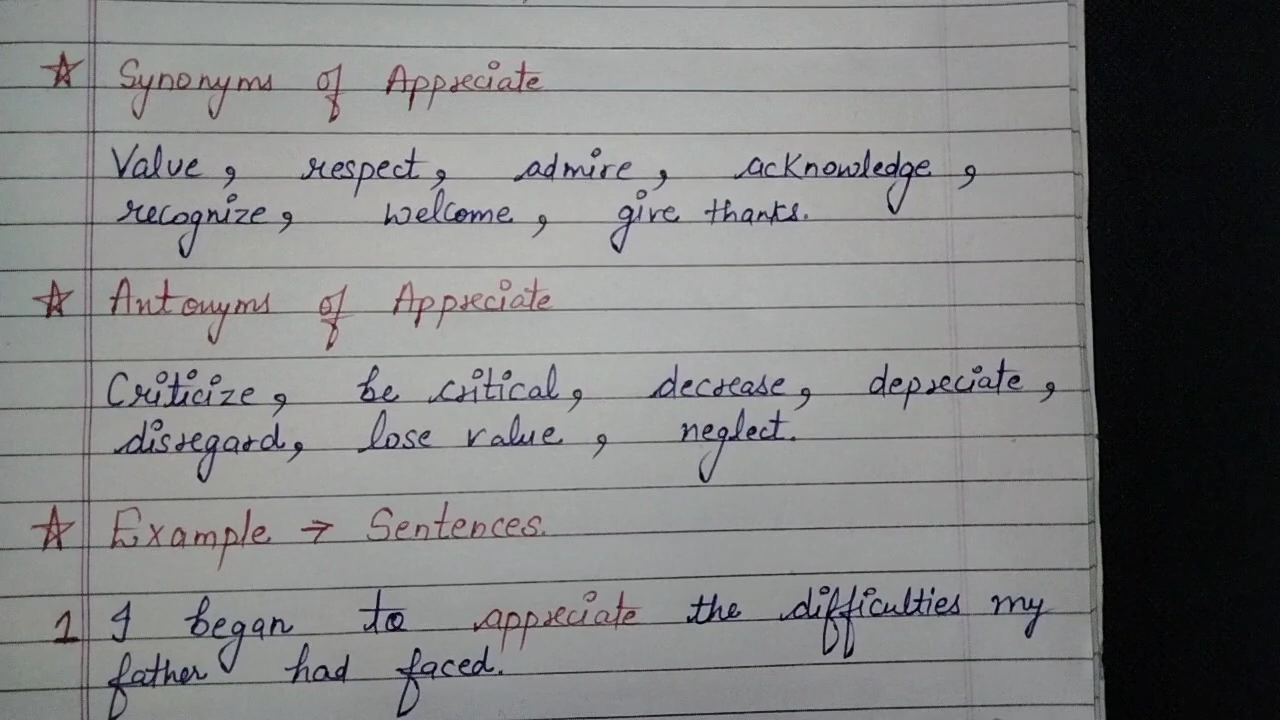 ☆ Synonyms of Appreciate
Value, respect, admire, acknowledge,
recognize, welcome, give thanks.
☆ Antonyms of Appreciate
Criticize, be critical, decrease, depreciate,
disregard, lose value, neglect.
☆ Example → Sentences.
1 I began to appreciate the difficulties my
father had faced.